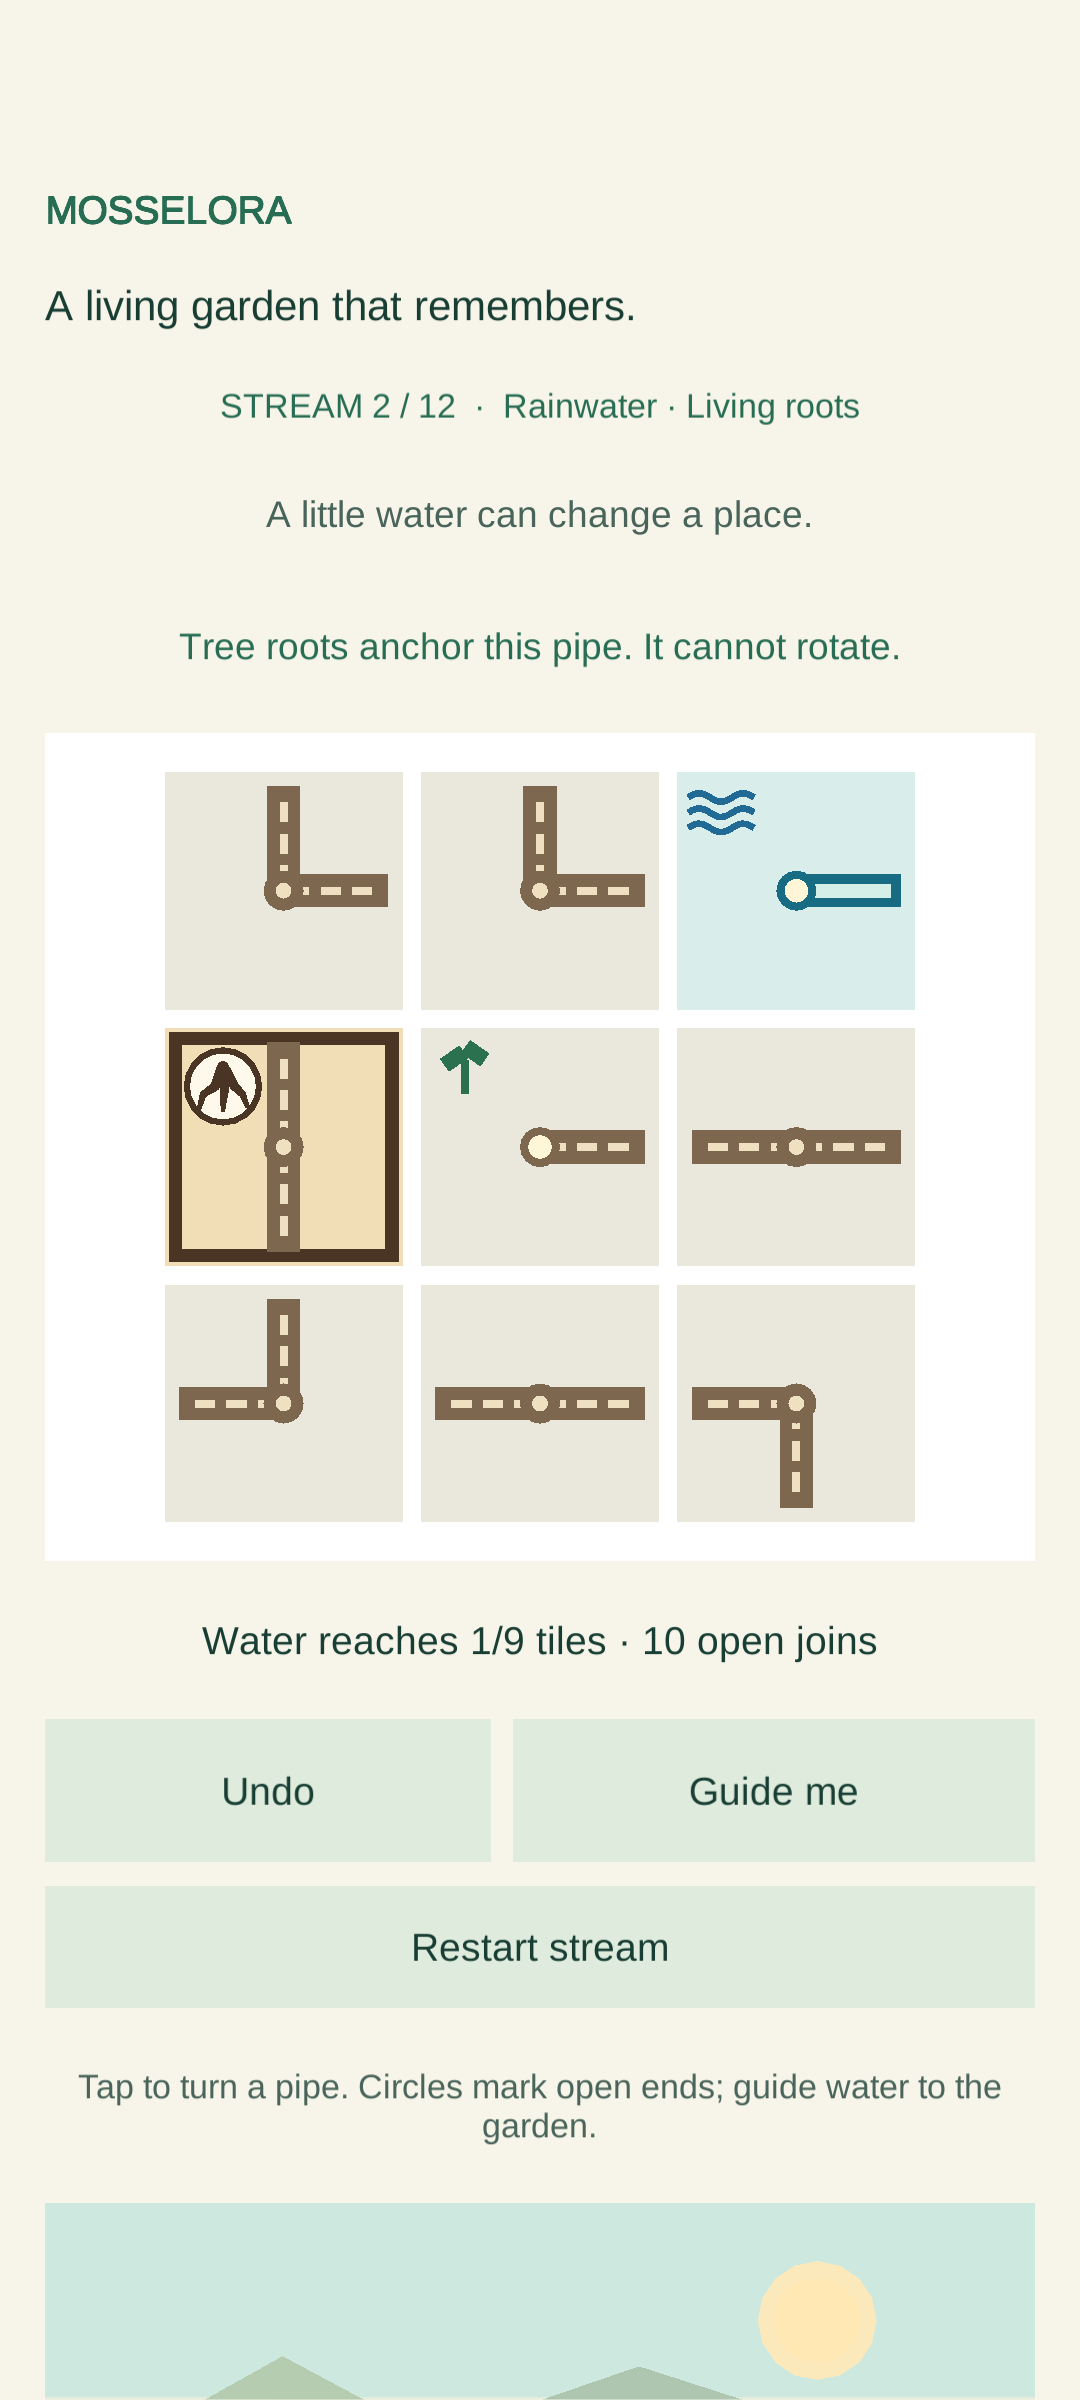 MOSSELORA
A living garden that remembers.
STREAM 2 / 12 · Rainwater · Living roots
A little water can change a place.
Tree roots anchor this pipe. It cannot rotate.
Water reaches 1/9 tiles · 10 open joins
Undo
Guide me
Restart stream
Tap to turn a pipe. Circles mark open ends; guide water to the
garden.